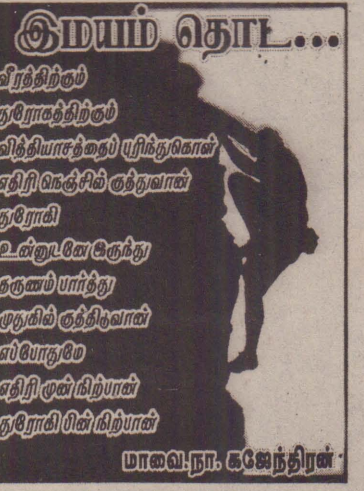 இமயம் தொட...
வீரத்திற்கும்
துரோகத்திற்கும்
வித்தியாசத்தைப் புரிந்துகொள்
எதிரி நெஞ்சில் குத்துவான்
துரோகி
உன்னுடனே இருந்து
தருணம் பார்த்து
முதுகில் குத்திடுவான்
எப்போதுமே
எதிரி முன் நிற்பான்
துரோகி பின் நிற்பான்
மாவை.நா. கஜேந்திரன்